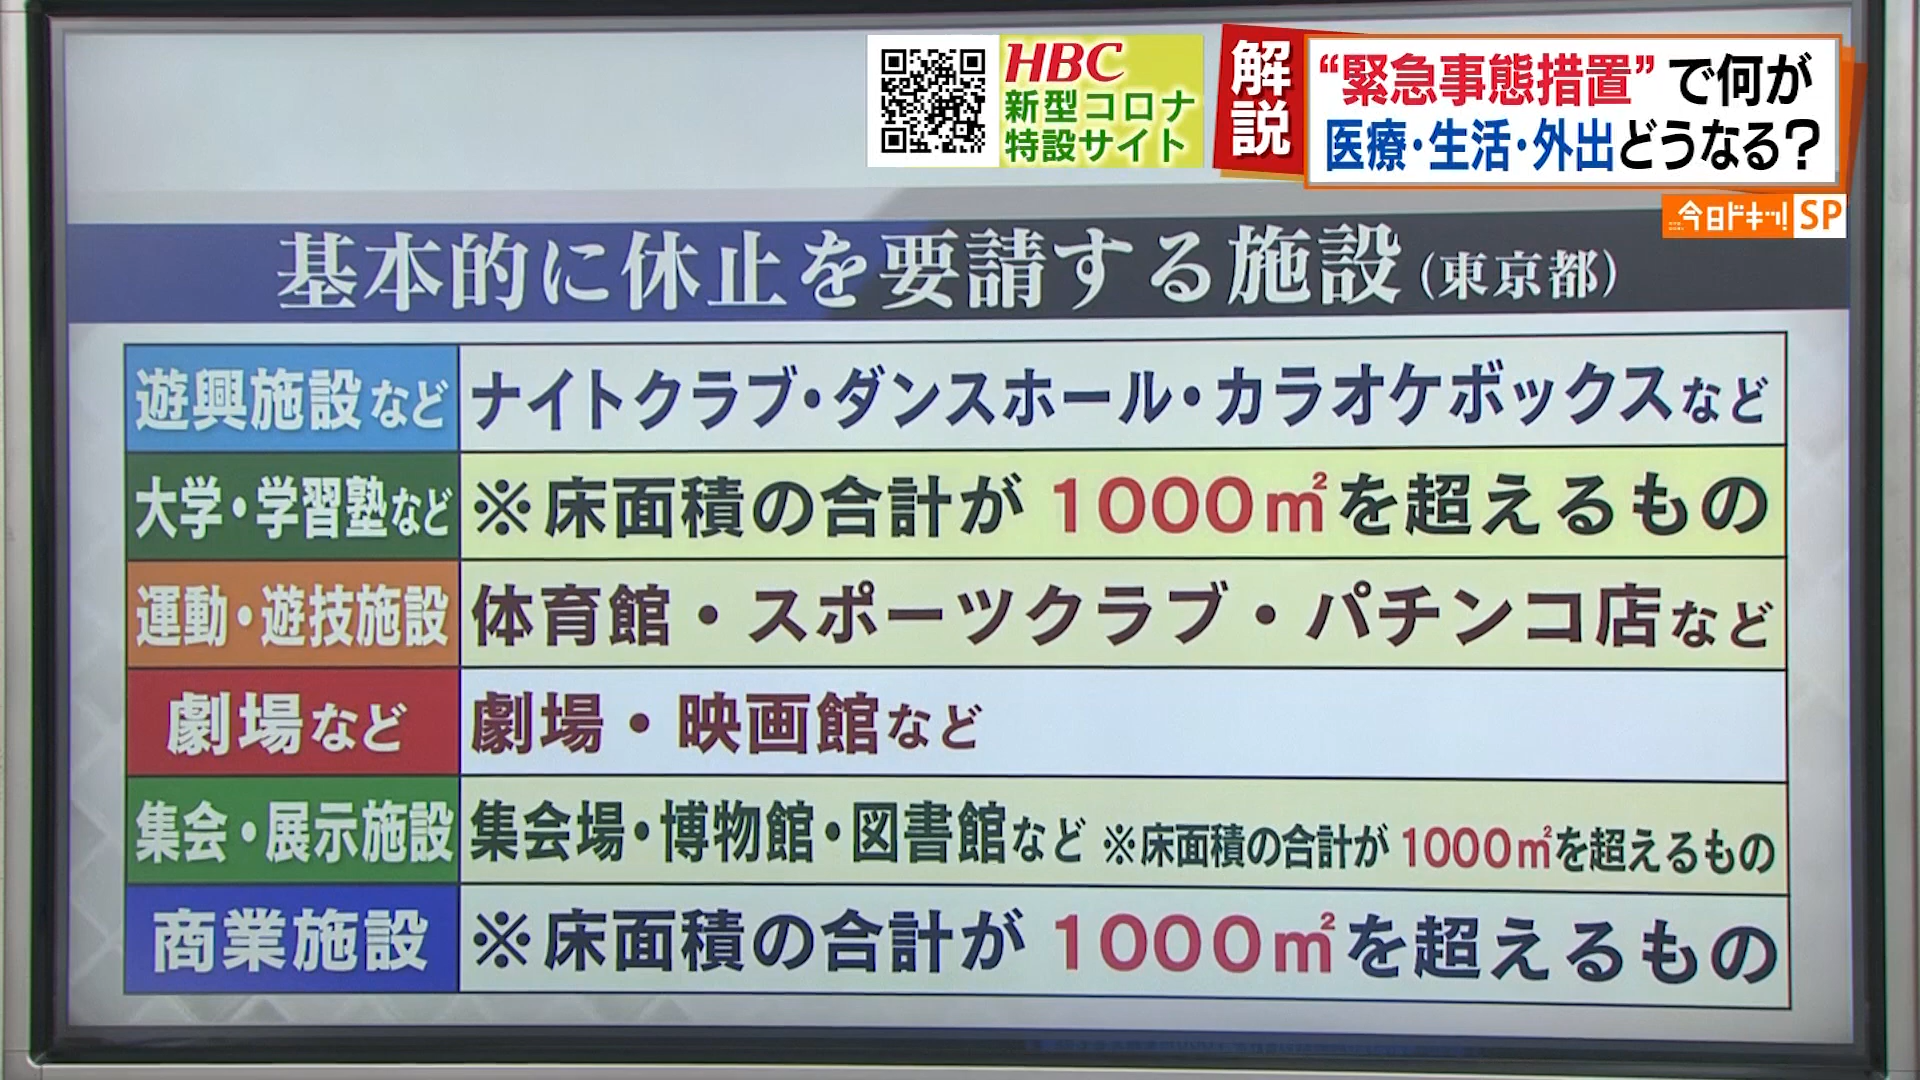 HBC
新型コロナ
特設サイト
解説
“緊急事態措置”で何が
医療・生活・外出どうなる?
今日ドキッ! SP
基本的に休止を要請する施設(東京都)
遊興施設など ナイトクラブ・ダンスホール・カラオケボックスなど
大学・学習塾など ※床面積の合計が 1000㎡を超えるもの
運動・遊技施設 体育館・スポーツクラブ・パチンコ店など
劇場など 劇場・映画館など
集会・展示施設 集会場・博物館・図書館など ※床面積の合計が 1000㎡を超えるもの
商業施設 ※床面積の合計が 1000㎡を超えるもの